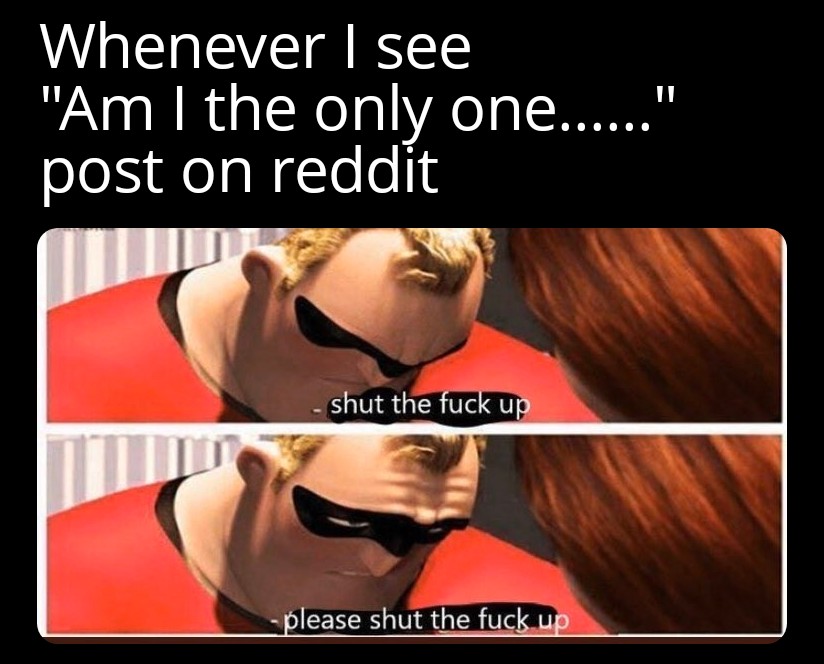 Whenever I see
"Am I the only one......"
post on reddit
- shut the fuck up
- please shut the fuck up